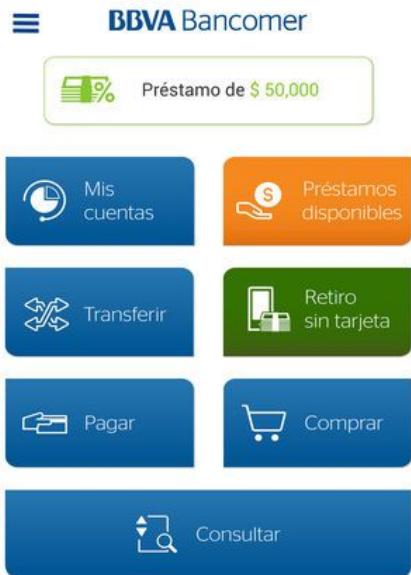 BBVA Bancomer
Préstamo de $ 50,000
Mis
cuentas
Préstamos
disponibles
Transferir
Retiro
sin tarjeta
Pagar
Comprar
Consultar